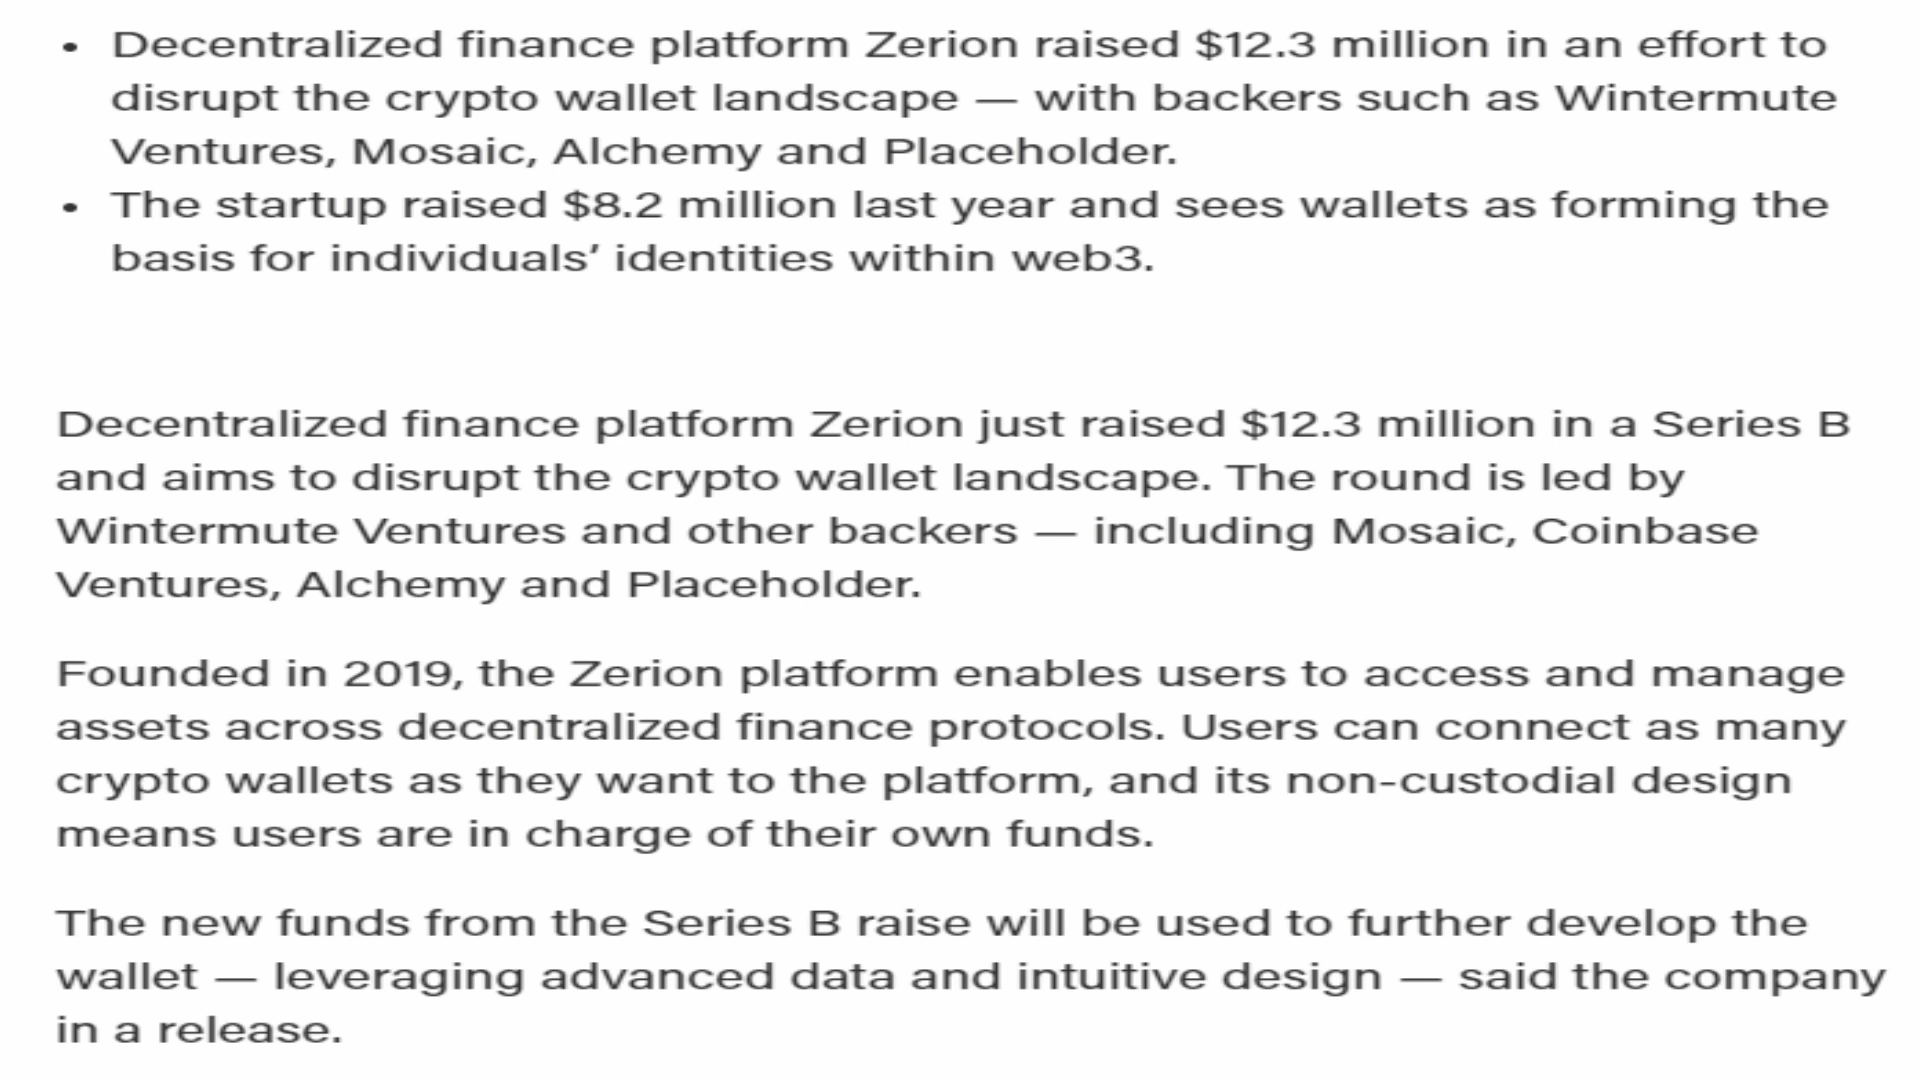 • Decentralized finance platform Zerion raised $12.3 million in an effort to
disrupt the crypto wallet landscape — with backers such as Wintermute
Ventures, Mosaic, Alchemy and Placeholder.
• The startup raised $8.2 million last year and sees wallets as forming the
basis for individuals’ identities within web3.
Decentralized finance platform Zerion just raised $12.3 million in a Series B
and aims to disrupt the crypto wallet landscape. The round is led by
Wintermute Ventures and other backers — including Mosaic, Coinbase
Ventures, Alchemy and Placeholder.
Founded in 2019, the Zerion platform enables users to access and manage
assets across decentralized finance protocols. Users can connect as many
crypto wallets as they want to the platform, and its non-custodial design
means users are in charge of their own funds.
The new funds from the Series B raise will be used to further develop the
wallet — leveraging advanced data and intuitive design — said the company
in a release.